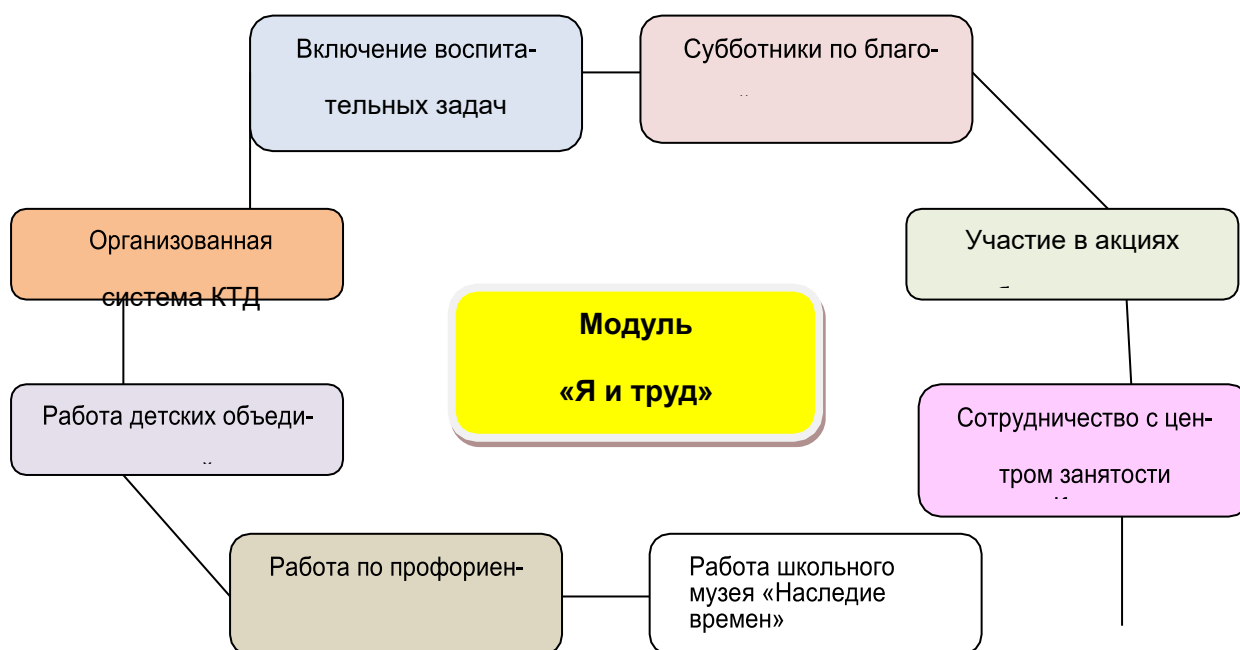 Включение воспита-
тельных задач
Субботники по благо-
Организованная
система КТД
Участие в акциях
Модуль
«Я и труд»
Работа детских объеди-
Сотрудничество с цен-
тром занятости
Работа по профориен-
Работа школьного
музея «Наследие
времен»